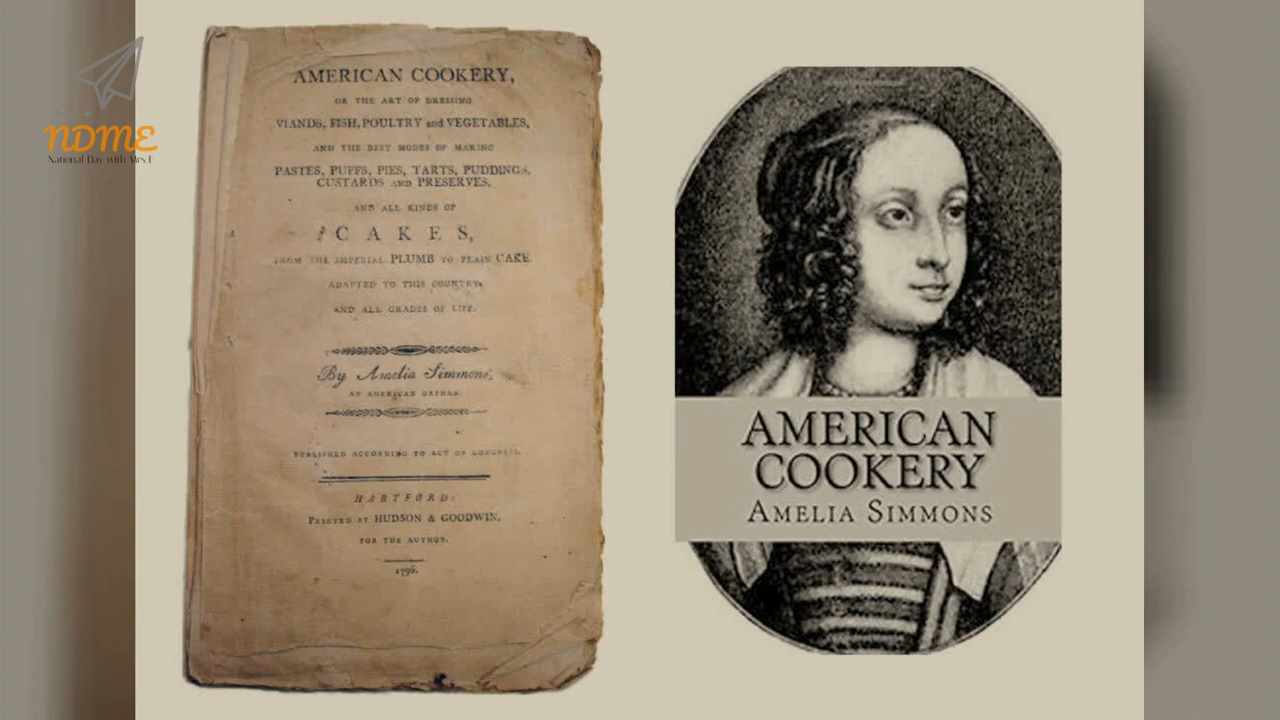 NDME
National Day with Mrs E
AMERICAN COOKERY,
OR THE ART OF DRESSING
VIANDS, FISH, POULTRY and VEGETABLES,
AND THE BEST MODES OF MAKING
PASTES, PUFFS, PIES, TARTS, PUDDINGS,
CUSTARDS AND PRESERVES,
AND ALL KINDS OF
CAKES,
FROM THE IMPERIAL PLUMB TO PLAIN CAKE.
ADAPTED TO THIS COUNTRY,
AND ALL GRADES OF LIFE.
By Amelia Simmons,
AN AMERICAN ORPHAN.
PUBLISHED ACCORDING TO ACT OF CONGRESS.
HARTFORD:
PRINTED BY HUDSON & GOODWIN,
FOR THE AUTHOR.
1796.
AMERICAN
COOKERY
AMELIA SIMMONS